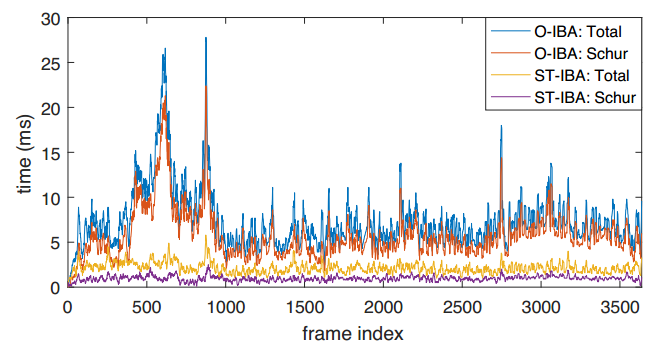 30
25
20
15
10
5
0
time (ms)
O-IBA: Total
O-IBA: Schur
ST-IBA: Total
ST-IBA: Schur
0 500 1000 1500 2000 2500 3000 3500
frame index